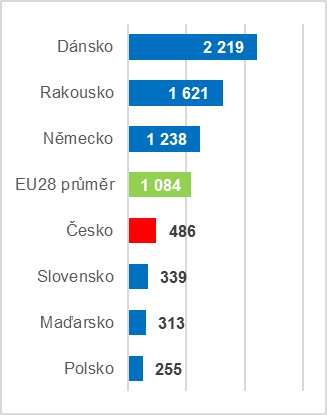 Dánsko 2 219
Rakousko 1 621
Německo 1 238
EU28 průměr 1 084
Česko 486
Slovensko 339
Maďarsko 313
Polsko 255